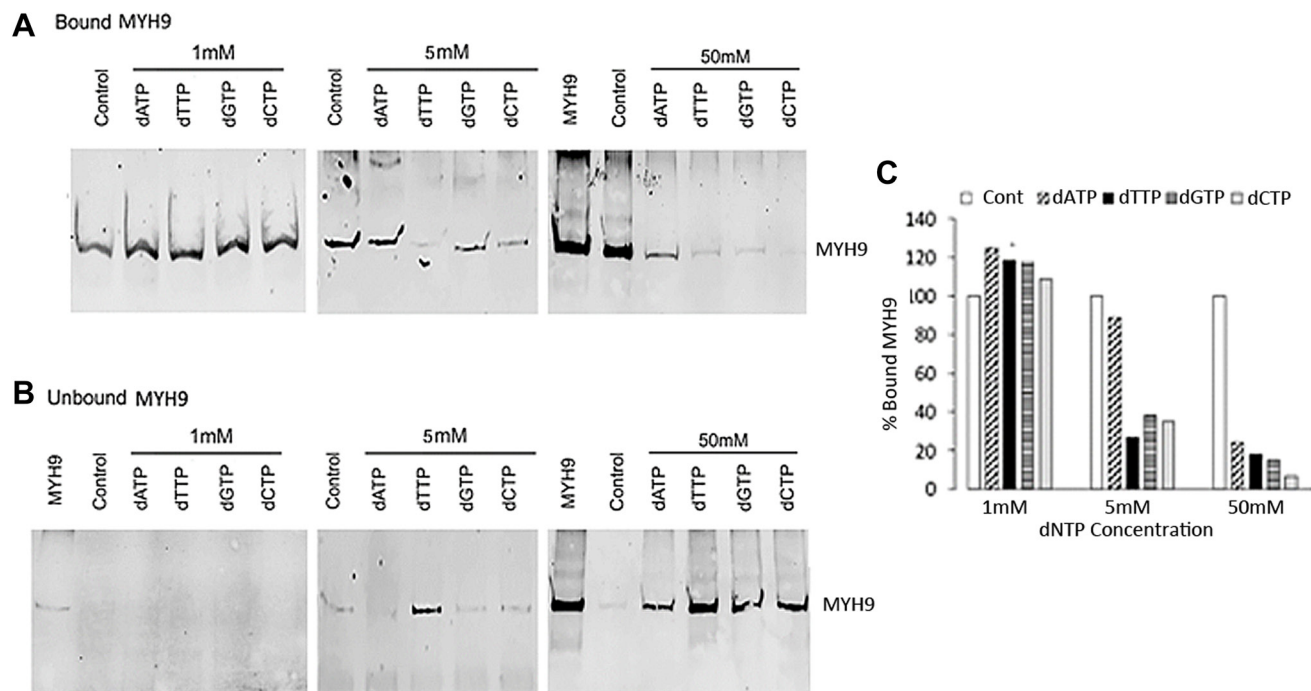 A Bound MYH9
1mM 5mM 50mM
Control dATP dTTP dGTP dCTP Control dATP dTTP dGTP dCTP MYH9 Control dATP dTTP dGTP dCTP
MYH9
B Unbound MYH9
1mM 5mM 50mM
MYH9 Control dATP dTTP dGTP dCTP Control dATP dTTP dGTP dCTP MYH9 Control dATP dTTP dGTP dCTP
MYH9
C
Cont dATP dTTP dGTP dCTP
% Bound MYH9
140
120
100
80
60
40
20
0
1mM 5mM 50mM
dNTP Concentration